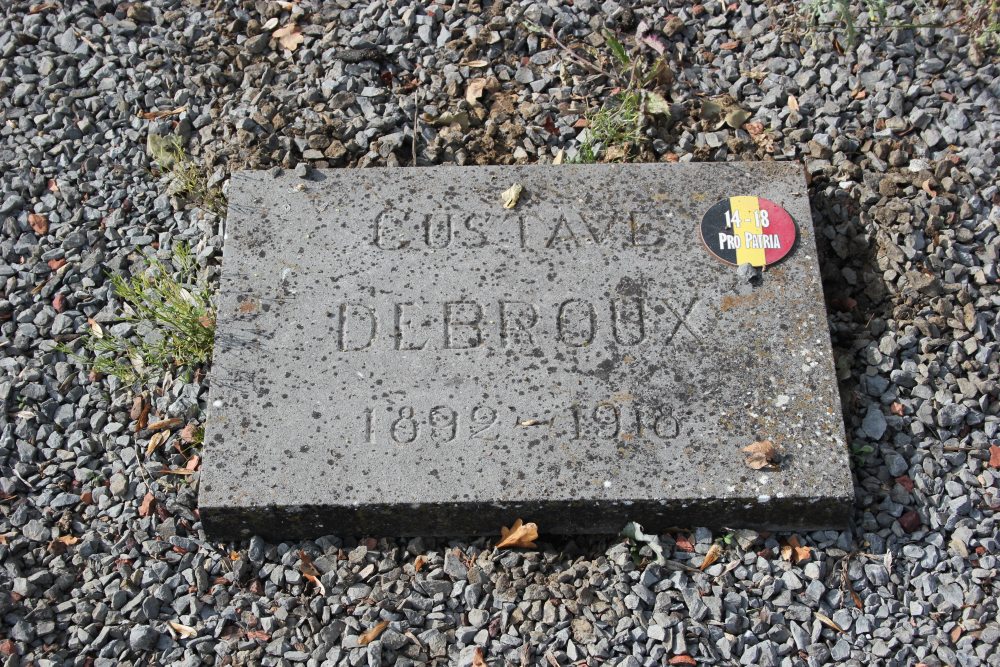 GUSTAVE
14-18
PRO PATRIA
DEBROUX
1892-1918